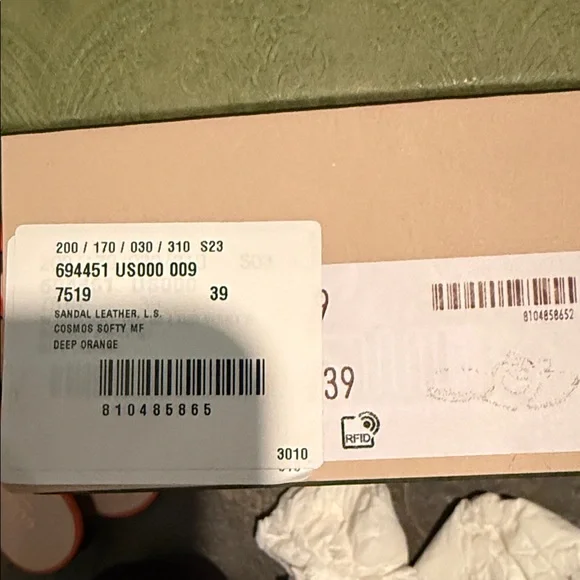 200 / 170 / 030 / 310 S23
694451 US000 009
7519 39
SANDAL LEATHER, L.S.
COSMOS SOFTY MF
DEEP ORANGE
810485865
3010
9
8104858652
39
RFID